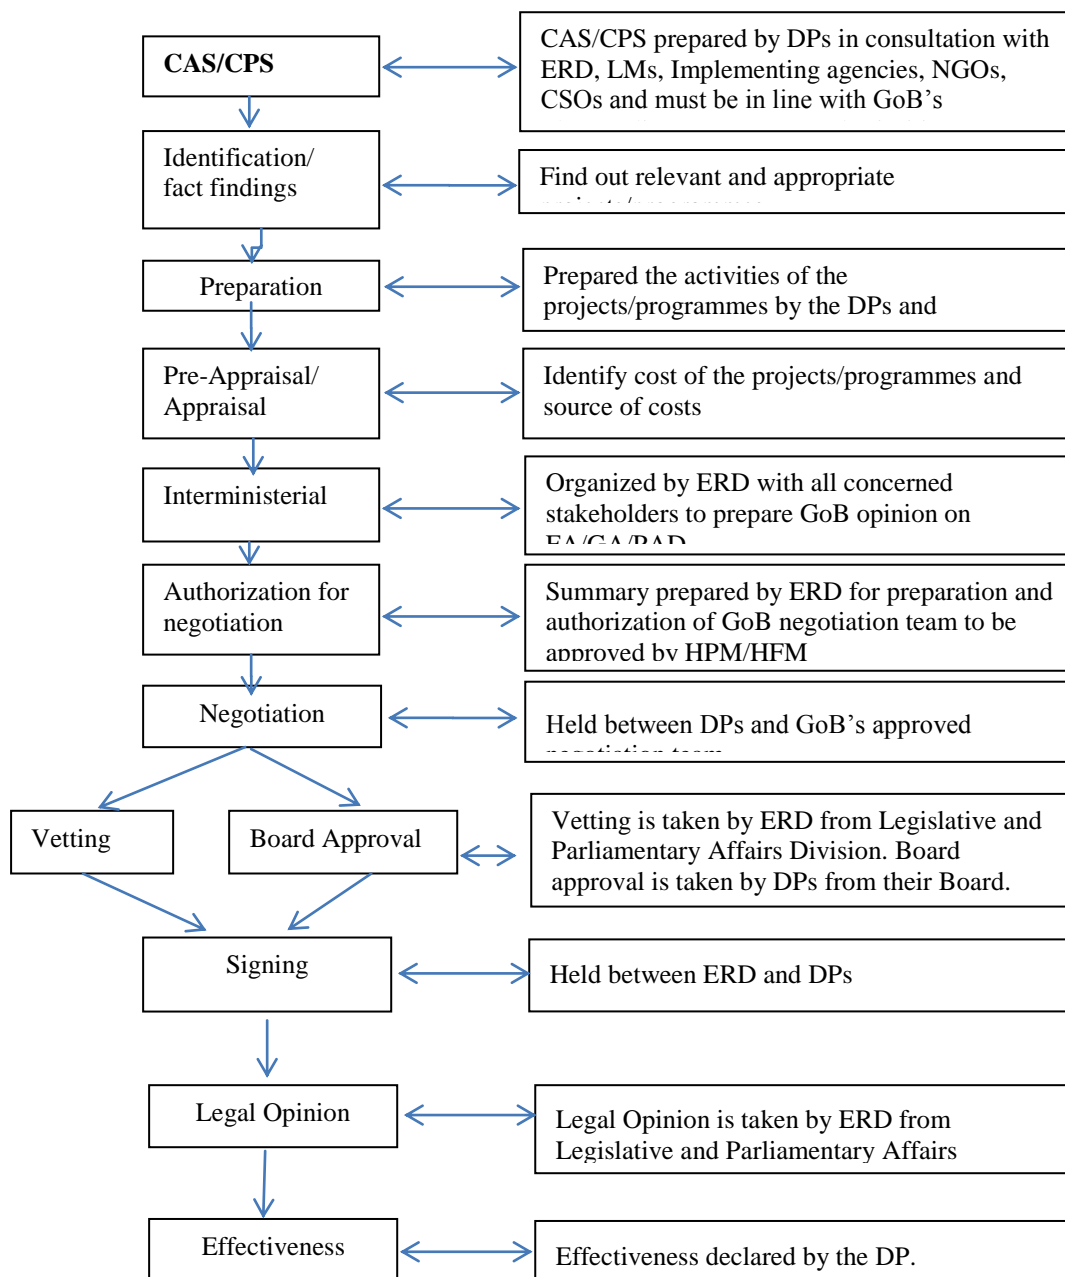 CAS/CPS
CAS/CPS prepared by DPs in consultation with
ERD, LMs, Implementing agencies, NGOs,
CSOs and must be in line with GoB’s
Identification/
fact findings
Find out relevant and appropriate
projects/programmes
Preparation
Prepared the activities of the
projects/programmes by the DPs and
Pre-Appraisal/
Appraisal
Identify cost of the projects/programmes and
source of costs
Interministerial
Organized by ERD with all concerned
stakeholders to prepare GoB opinion on
Authorization for
negotiation
Summary prepared by ERD for preparation and
authorization of GoB negotiation team to be
approved by HPM/HFM
Negotiation
Held between DPs and GoB’s approved
negotiation team
Vetting
Board Approval
Vetting is taken by ERD from Legislative and
Parliamentary Affairs Division. Board
approval is taken by DPs from their Board.
Signing
Held between ERD and DPs
Legal Opinion
Legal Opinion is taken by ERD from
Legislative and Parliamentary Affairs
Effectiveness
Effectiveness declared by the DP.